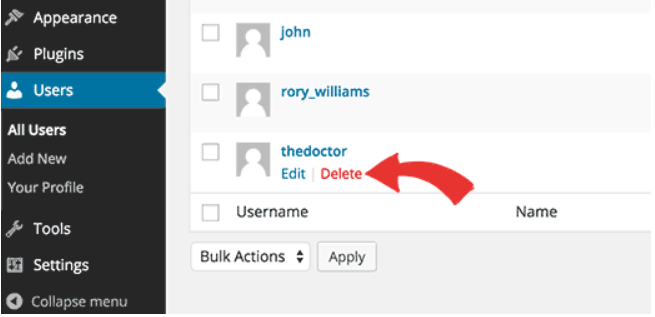 Appearance
Plugins
Users
All Users
Add New
Your Profile
Tools
Settings
Collapse menu
john
rory_williams
thedoctor
Edit | Delete
Username Name
Bulk Actions Apply